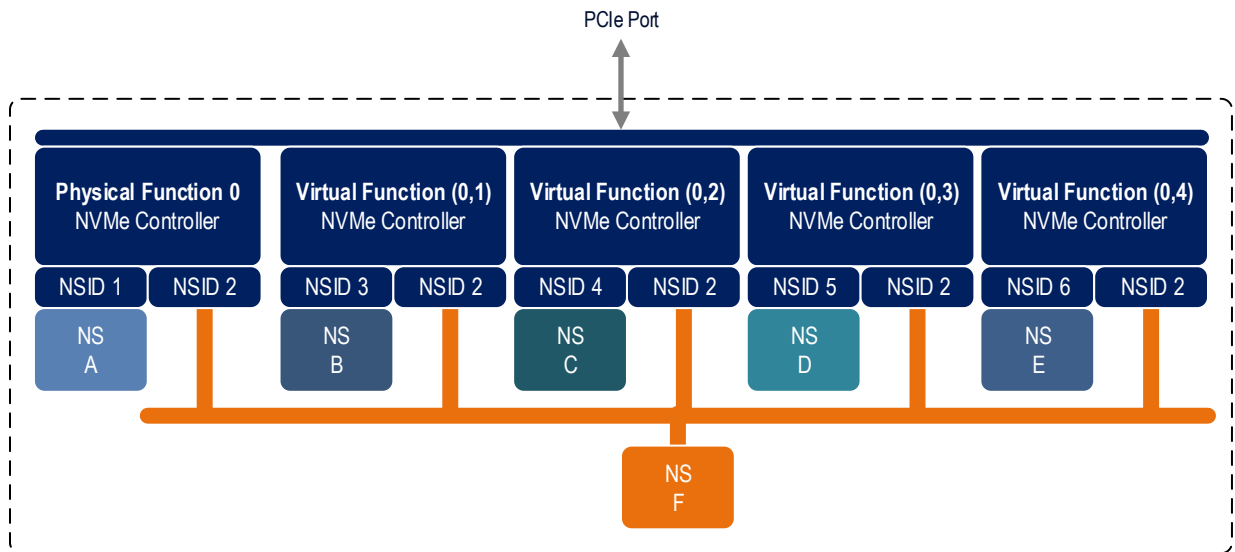 PCIe Port
Physical Function 0
NVMe Controller
Virtual Function (0,1)
NVMe Controller
Virtual Function (0,2)
NVMe Controller
Virtual Function (0,3)
NVMe Controller
Virtual Function (0,4)
NVMe Controller
NSID 1
NSID 2
NSID 3
NSID 2
NSID 4
NSID 2
NSID 5
NSID 2
NSID 6
NSID 2
NS
A
NS
B
NS
C
NS
D
NS
E
NS
F